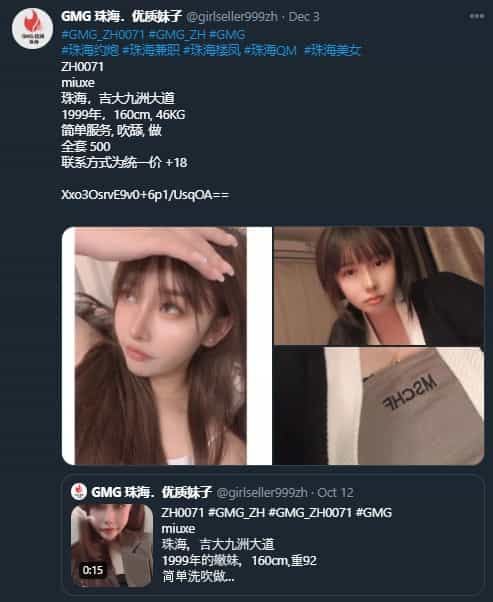 GMG 珠海．优质妹子 @girlseller999zh · Dec 3
#GMG_ZH0071 #GMG_ZH #GMG
#珠海约炮 #珠海兼职 #珠海楼凤 #珠海QM #珠海美女
ZH0071
miuxe
珠海，吉大九洲大道
1999年，160cm, 46KG
简单服务, 吹舔, 做
全套 500
联系方式为统一价 +18
Xxo3OsrvE9v0+6p1/UsqOA==
MSCHF
GMG 珠海．优质妹子 @girlseller999zh · Oct 12
ZH0071 #GMG_ZH #GMG_ZH0071 #GMG
miuxe
珠海，吉大九洲大道
1999年的嫩妹，160cm,重92
简单洗吹做...
0:15